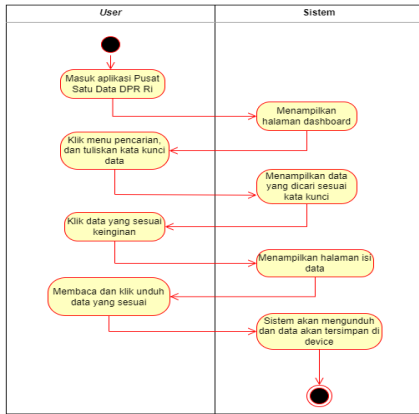 User
Sistem
Masuk aplikasi Pusat
Satu Data DPR Ri
Menampilkan
halaman dashboard
Klik menu pencarian,
dan tuliskan kata kunci
data
Menampilkan data
yang dicari sesuai
kata kunci
Klik data yang sesuai
keinginan
Menampilkan halaman isi
data
Membaca dan klik unduh
data yang sesuai
Sistem akan mengunduh
dan data akan tersimpan di
device